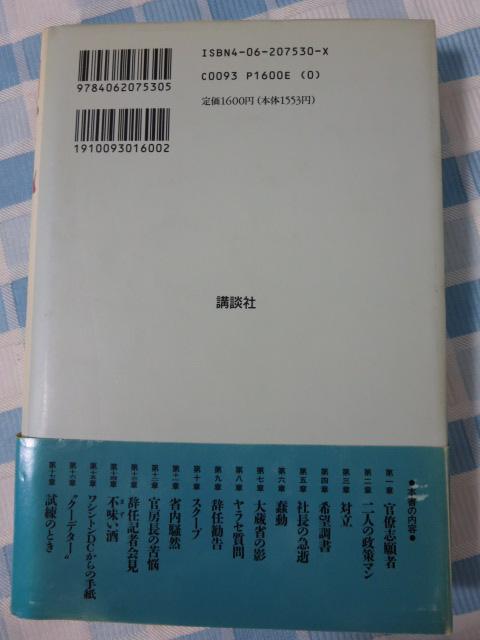 ISBN4-06-207530-X
C0093 P1600E (0)
定価1600円(本体1553円)
9784062075305
1910093016002
講談社
●本書の内容●
第一章 官僚志願者
第二章 二人の政策マン
第三章 対立
第四章 希望調書
第五章 社長の急逝
第六章 蠢動
第七章 大蔵省の影
第八章 ヤラセ質問
第九章 辞任勧告
第十章 スクープ
第十一章 省内騒然
第十二章 官房長の苦悩
第十三章 辞任記者会見
第十四章 不味い酒
第十五章 ワシントンDCからの手紙
第十六章 “クーデター”
第十七章 試練のとき